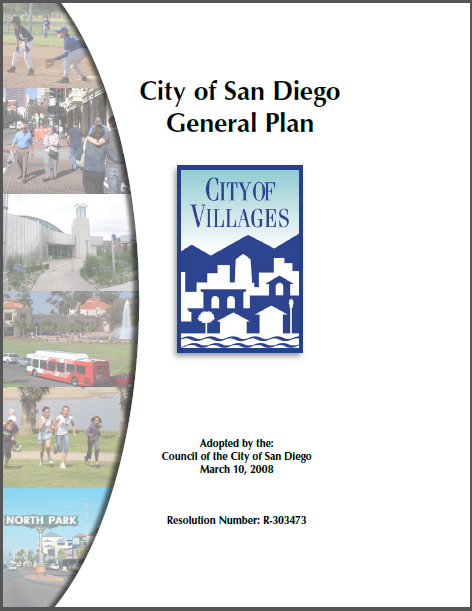 City of San Diego
General Plan
CITY OF
VILLAGES
Adopted by the:
Council of the City of San Diego
March 10, 2008
Resolution Number: R-303473
NORTH PARK